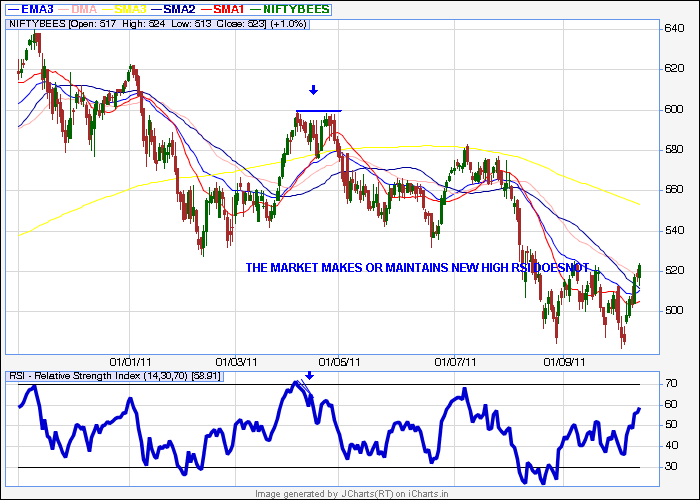 EMA3 DMA SMA3 SMA2 SMA1 NIFTYBEES
NIFTYBEES [Open: 517 High: 524 Low: 513 Close: 523] (+1.0%)
640
620
600
580
560
540
THE MARKET MAKES OR MAINTAINS NEW HIGH RSI DOESNOT
520
500
01/01/11 01/03/11 01/05/11 01/07/11 01/09/11
RSI - Relative Strength Index (14,30,70) [58.91]
70
60
50
40
30
Image generated by JCharts(RT) on iCharts.in